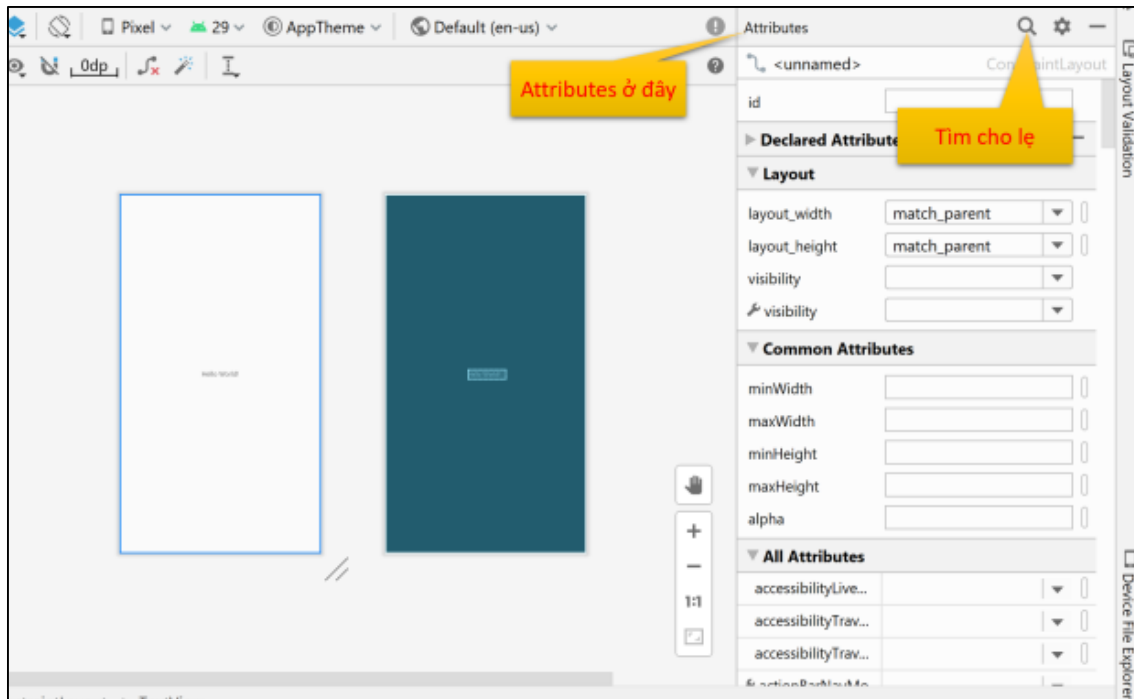 Pixel 29 AppTheme Default (en-us)
Attributes
0dp
Attributes ở đây
<unnamed>
id
Tìm cho lẹ
Declared Attribute
Layout
layout_width match_parent
layout_height match_parent
visibility
visibility
Common Attributes
minWidth
maxWidth
minHeight
maxHeight
alpha
All Attributes
accessibilityLive...
accessibilityTrav...
accessibilityTrav...
1:1
Layout Validation
Device File Explorer